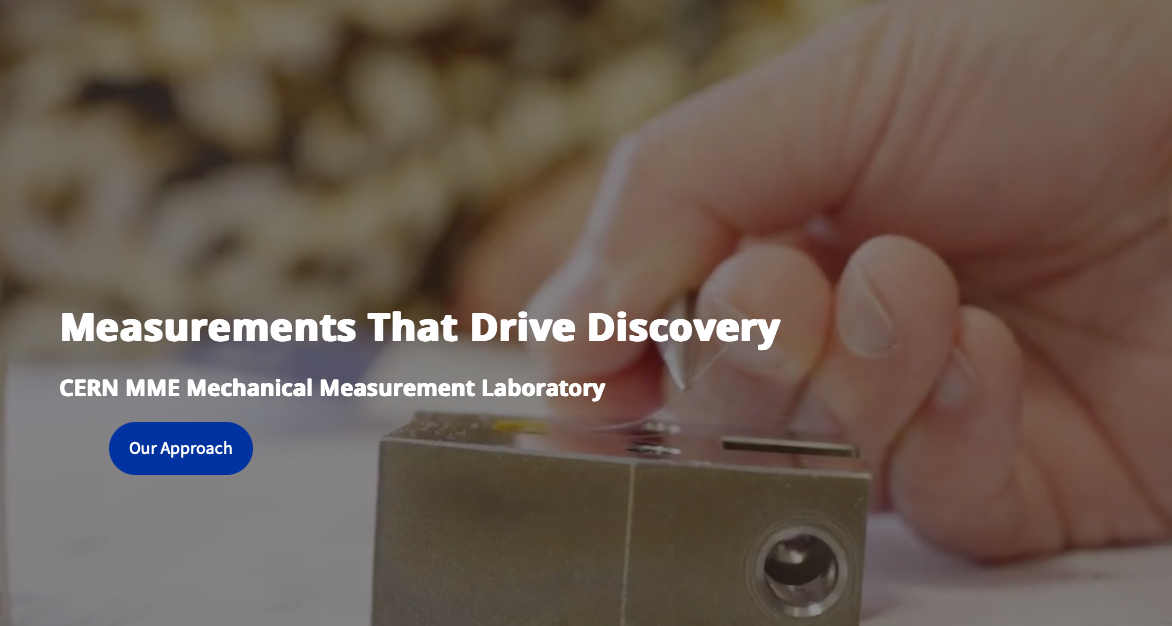 Measurements That Drive Discovery
CERN MME Mechanical Measurement Laboratory
Our Approach